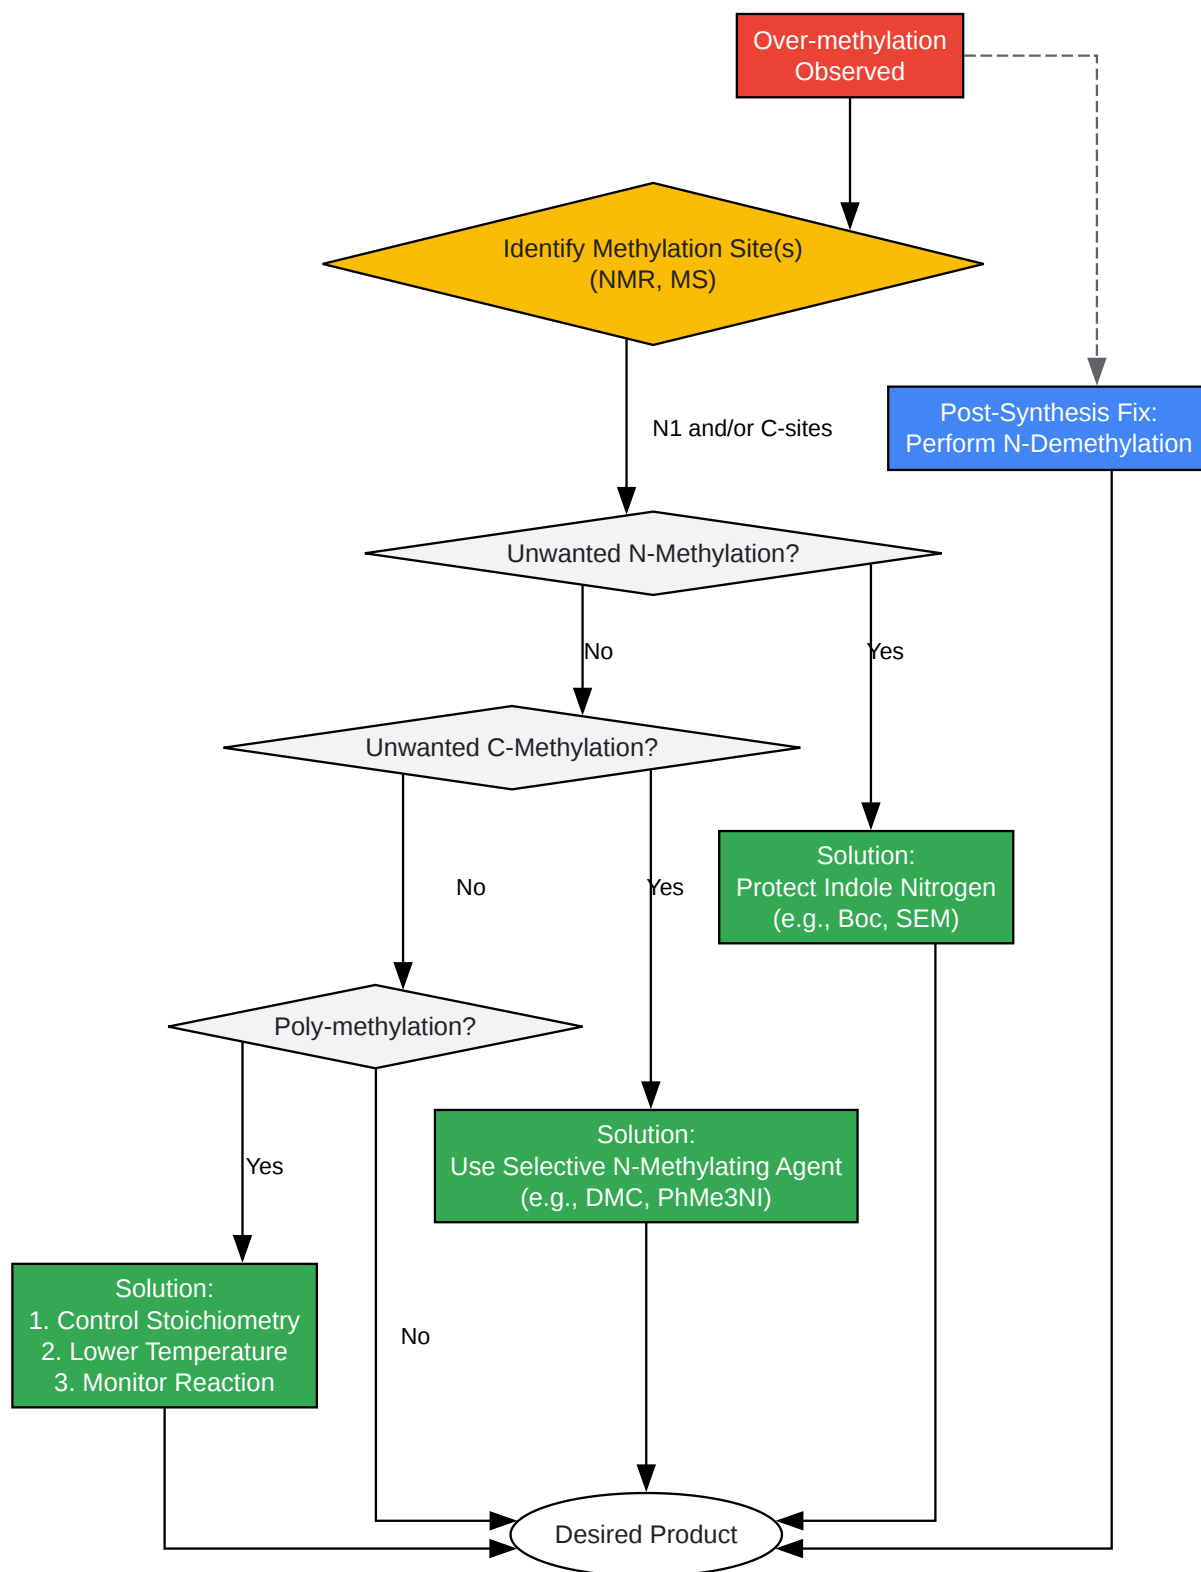 Over-methylation
Observed
Identify Methylation Site(s)
(NMR, MS)
N1 and/or C-sites
Post-Synthesis Fix:
Perform N-Demethylation
Unwanted N-Methylation?
No
Yes
Unwanted C-Methylation?
No
Yes
Solution:
Protect Indole Nitrogen
(e.g., Boc, SEM)
Poly-methylation?
Solution:
Use Selective N-Methylating Agent
(e.g., DMC, PhMe3NI)
Yes
No
Solution:
1. Control Stoichiometry
2. Lower Temperature
3. Monitor Reaction
Desired Product